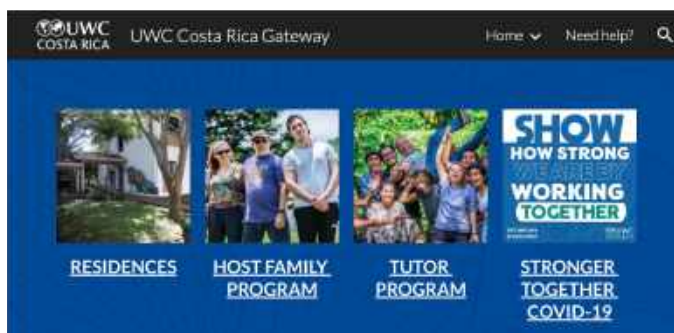 UWC
COSTA RICA
UWC Costa Rica Gateway
Home
Need help?
SHOW
HOW STRONG
WORKING
TOGETHER
RESIDENCES
HOST FAMILY
PROGRAM
TUTOR
PROGRAM
STRONGER
TOGETHER
COVID-19